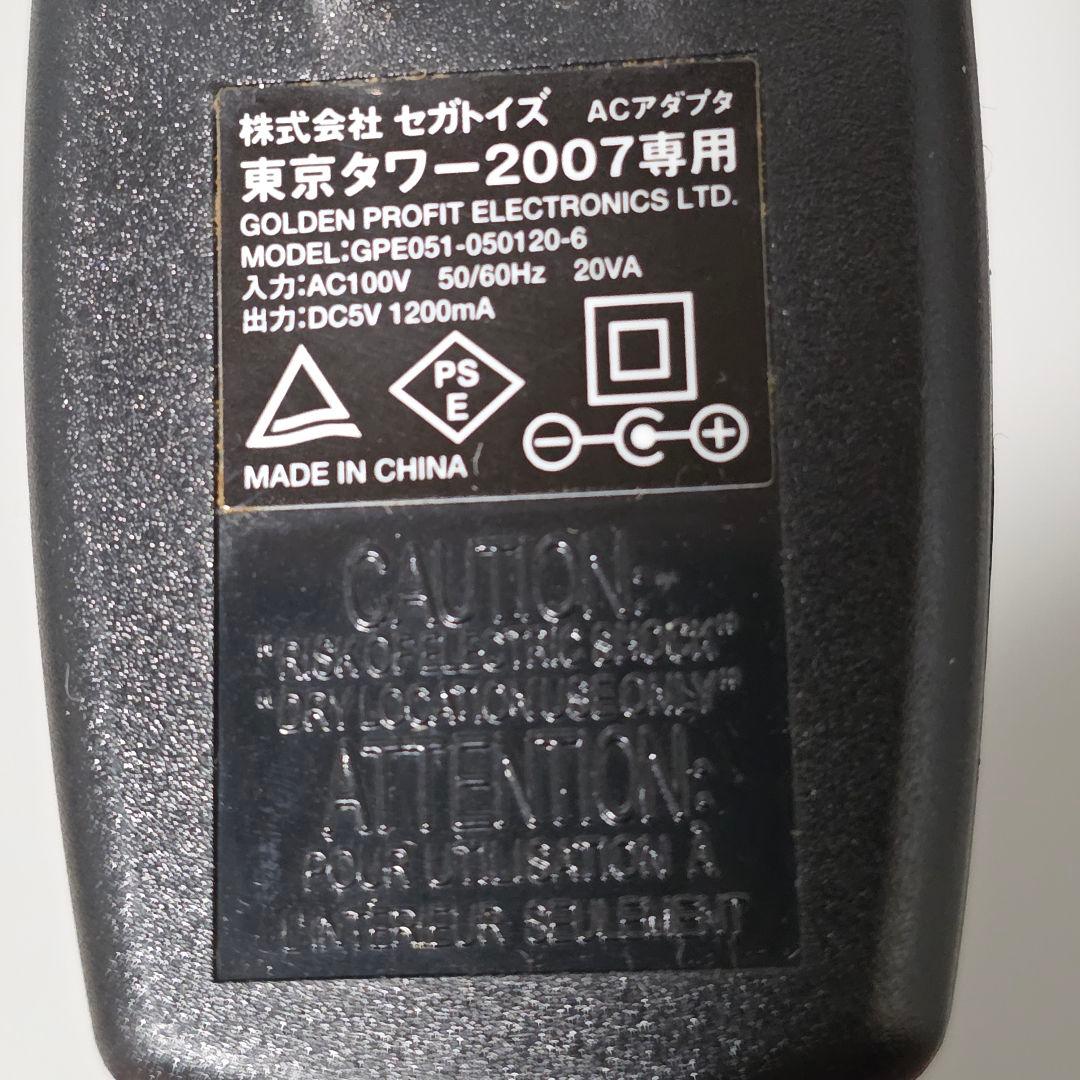 株式会社 セガトイズ ACアダプタ
東京タワー2007専用
GOLDEN PROFIT ELECTRONICS LTD.
MODEL:GPE051-050120-6
入力:AC100V 50/60Hz 20VA
出力:DC5V 1200mA
PS
E
MADE IN CHINA
CAUTION:
"RISK OF ELECTRIC SHOCK"
"DRY LOCATION USE ONLY"
ATTENTION:
POUR UTILISATION À
L'INTÉRIEUR SEULEMENT